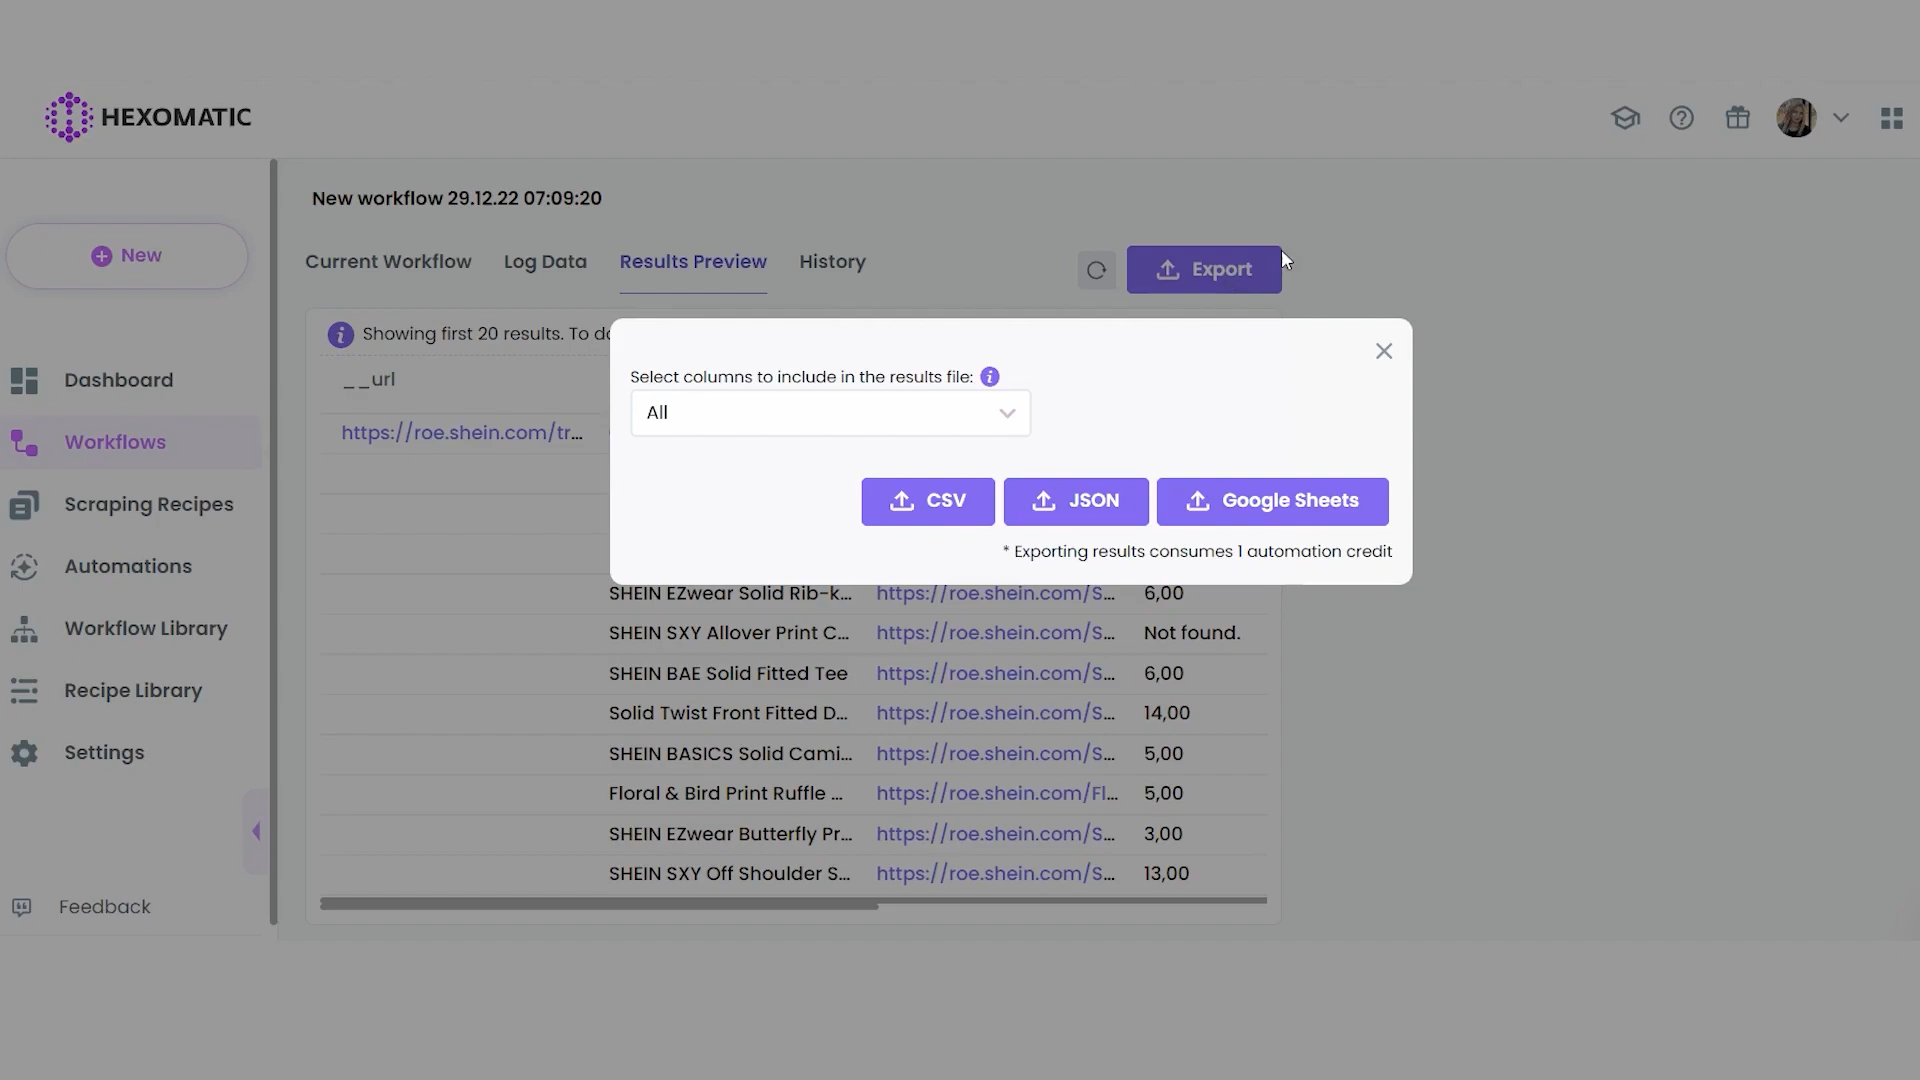 HEXOMATIC
New workflow 29.12.22 07:09:20
New
Current Workflow
Log Data
Results Preview
History
Export
Showing first 20 results. To do
__url
https://roe.shein.com/tr...
Select columns to include in the results file:
All
CSV
JSON
Google Sheets
* Exporting results consumes 1 automation credit
Dashboard
Workflows
Scraping Recipes
Automations
Workflow Library
Recipe Library
Settings
Feedback
SHEIN EZwear Solid Rib-k... https://roe.shein.com/S... 6,00
SHEIN SXY Allover Print C... https://roe.shein.com/S... Not found.
SHEIN BAE Solid Fitted Tee https://roe.shein.com/S... 6,00
Solid Twist Front Fitted D... https://roe.shein.com/S... 14,00
SHEIN BASICS Solid Cami... https://roe.shein.com/S... 5,00
Floral & Bird Print Ruffle ... https://roe.shein.com/Fl... 5,00
SHEIN EZwear Butterfly Pr... https://roe.shein.com/S... 3,00
SHEIN SXY Off Shoulder S... https://roe.shein.com/S... 13,00